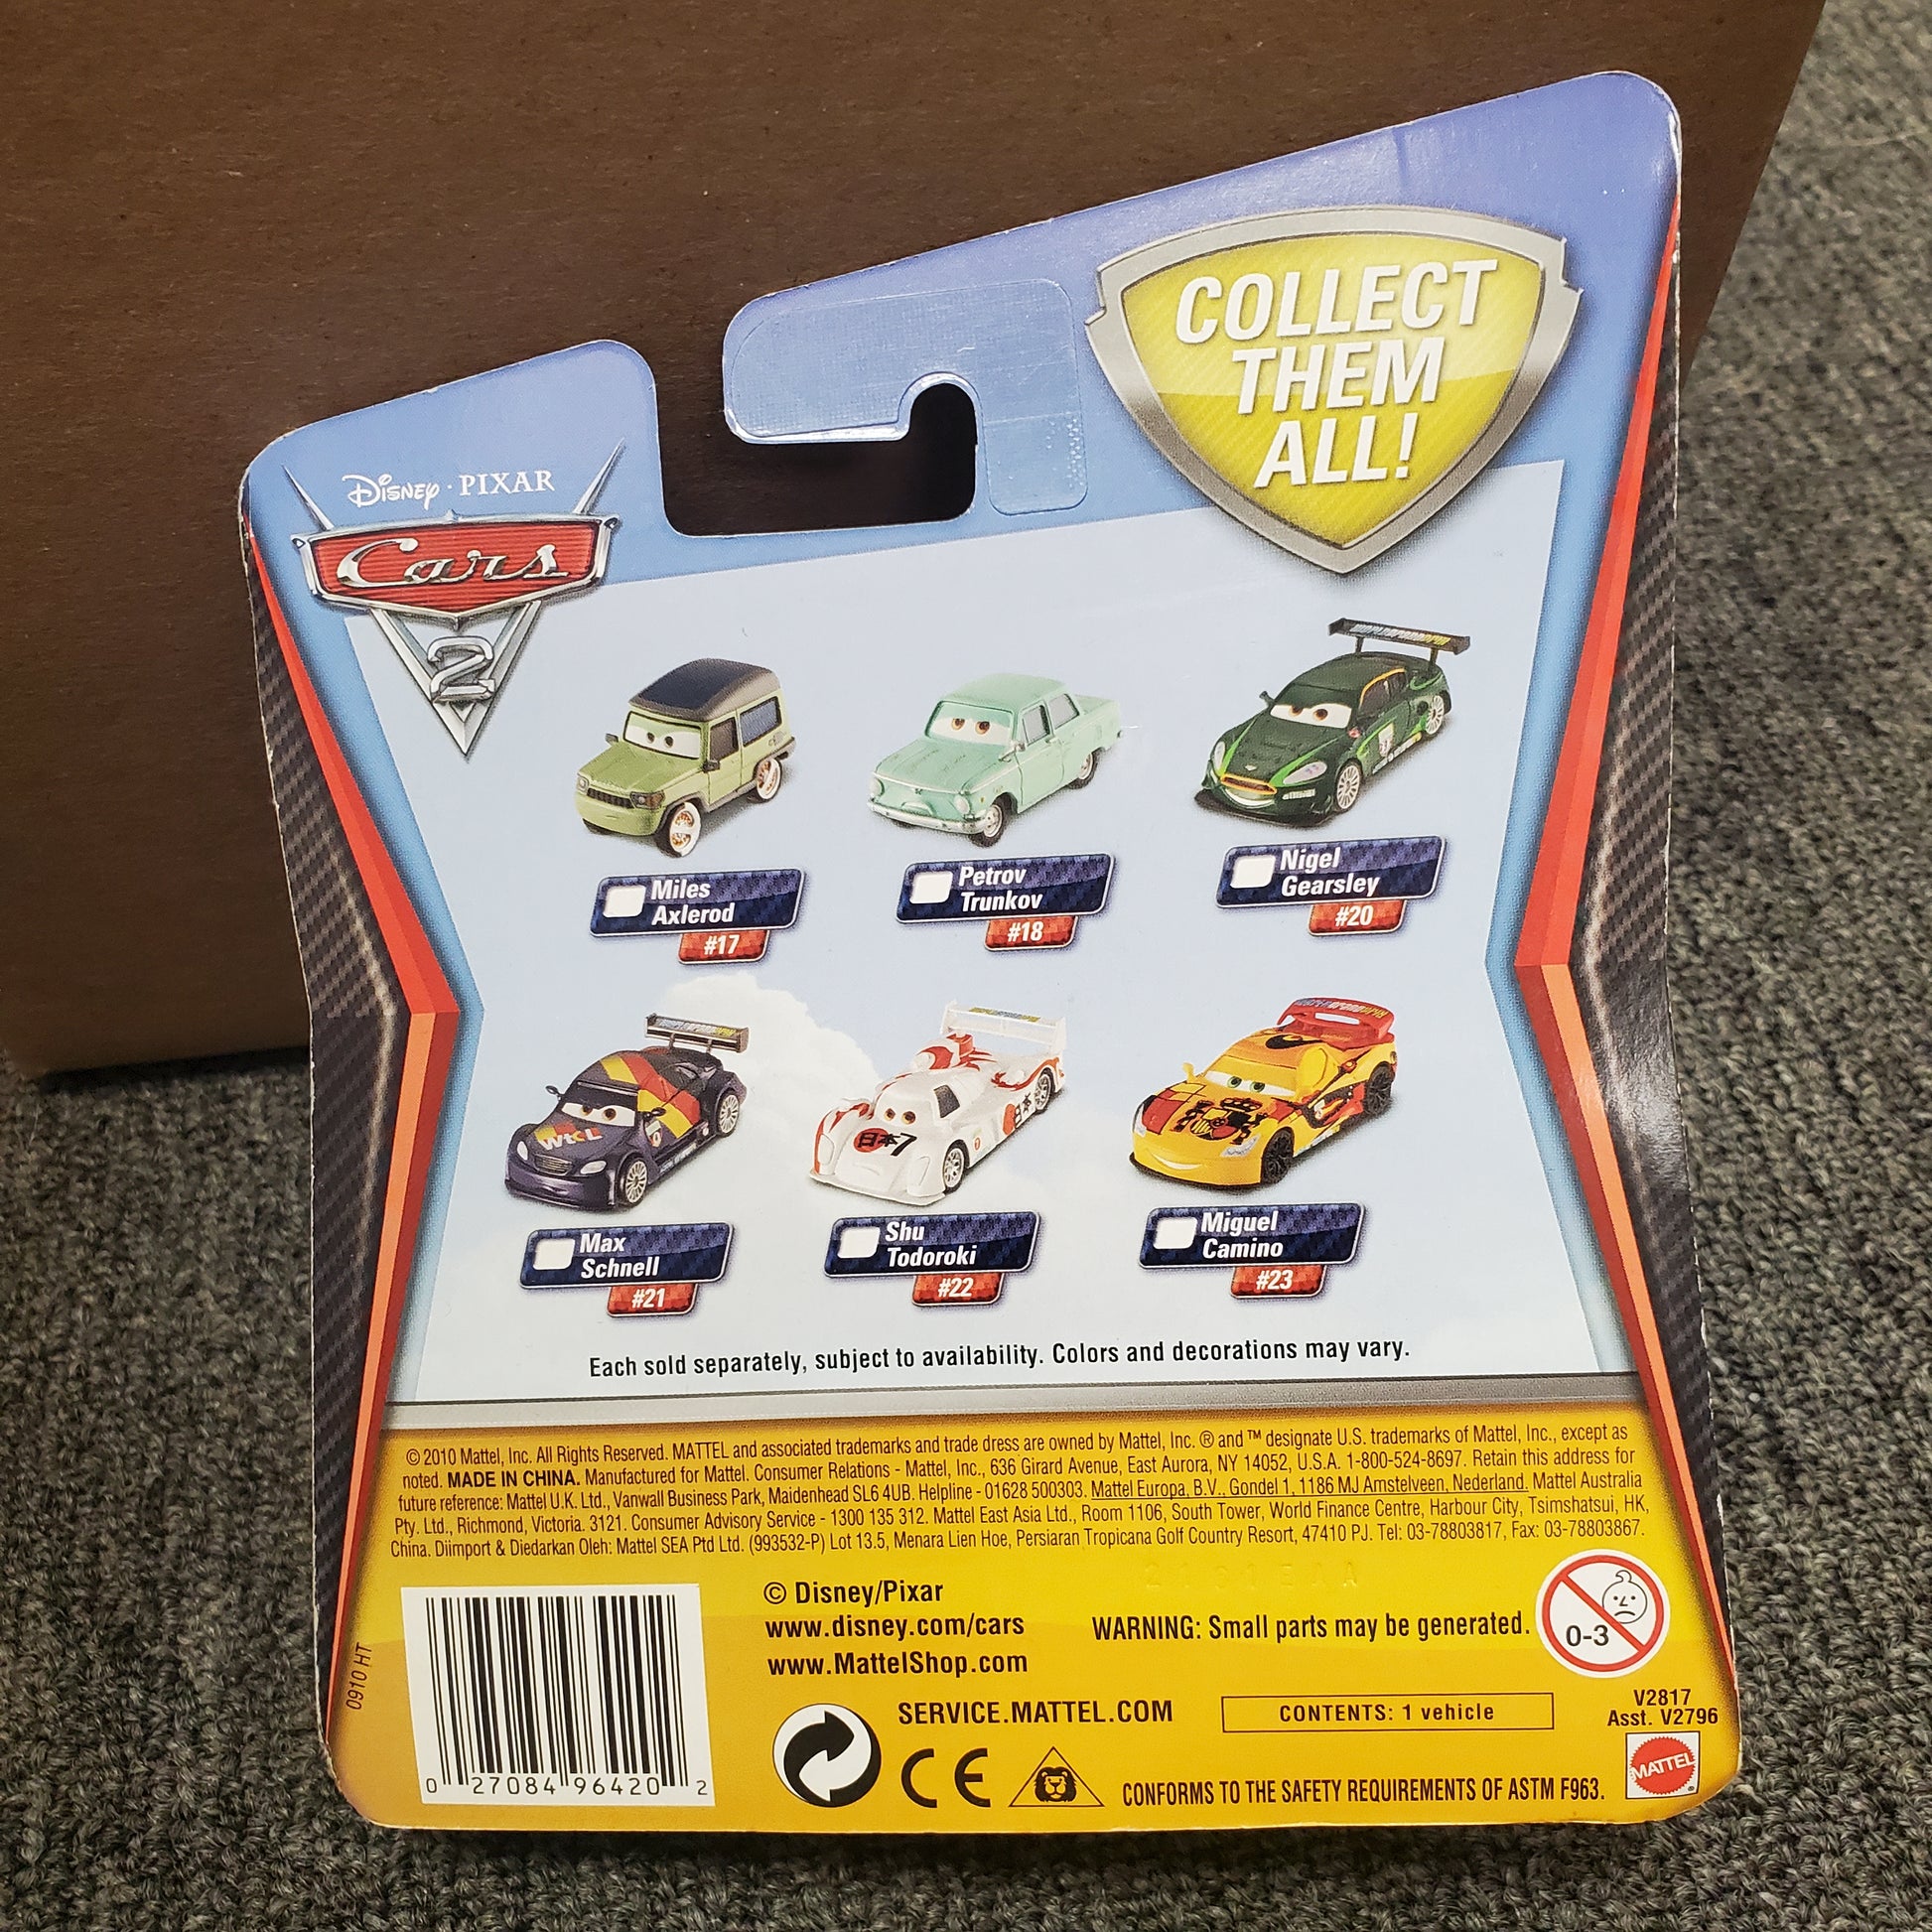 COLLECT
THEM
ALL!
Disney · PIXAR
Cars
2
Miles
Axlerod
#17
Petrov
Trunkov
#18
Nigel
Gearsley
#20
WtCL
日本7
日本
Max
Schnell
#21
Shu
Todoroki
#22
Miguel
Camino
#23
Each sold separately, subject to availability. Colors and decorations may vary.
© 2010 Mattel, Inc. All Rights Reserved. MATTEL and associated trademarks and trade dress are owned by Mattel, Inc. ® and ™ designate U.S. trademarks of Mattel, Inc., except as
noted. MADE IN CHINA. Manufactured for Mattel. Consumer Relations - Mattel, Inc., 636 Girard Avenue, East Aurora, NY 14052, U.S.A. 1-800-524-8697. Retain this address for
future reference: Mattel U.K. Ltd., Vanwall Business Park, Maidenhead SL6 4UB. Helpline - 01628 500303. Mattel Europa, B.V., Gondel 1, 1186 MJ Amstelveen, Nederland. Mattel Australia
Pty. Ltd., Richmond, Victoria. 3121. Consumer Advisory Service - 1300 135 312. Mattel East Asia Ltd., Room 1106, South Tower, World Finance Centre, Harbour City, Tsimshatsui, HK,
China. Diimport & Diedarkan Oleh: Mattel SEA Ptd Ltd. (993532-P) Lot 13.5, Menara Lien Hoe, Persiaran Tropicana Golf Country Resort, 47410 PJ. Tel: 03-78803817, Fax: 03-78803867.
© Disney/Pixar
www.disney.com/cars
www.MattelShop.com
WARNING: Small parts may be generated.
0-3
0910 HT
SERVICE.MATTEL.COM
CONTENTS: 1 vehicle
V2817
Asst. V2796
0 27084 96420 2
CE
CONFORMS TO THE SAFETY REQUIREMENTS OF ASTM F963.
MATTEL